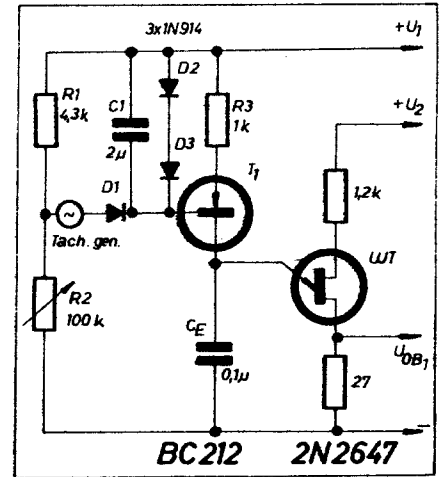 3x1N914
+U1
D2
R1
4,3k
C1
2µ
R3
1k
+U2
D3
D1
T1
1,2k
Tach. gen.
UJT
R2
100k
CE
0,1µ
UOB1
27
-
BC212 2N2647